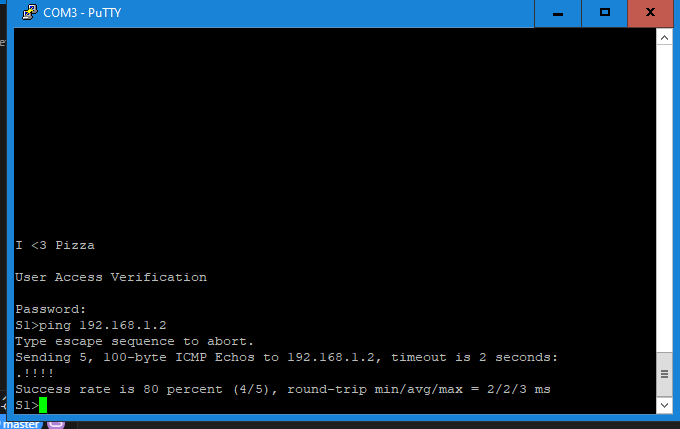 COM3 - PuTTY
I <3 Pizza
User Access Verification
Password:
S1>ping 192.168.1.2
Type escape sequence to abort.
Sending 5, 100-byte ICMP Echos to 192.168.1.2, timeout is 2 seconds:
.!!!!
Success rate is 80 percent (4/5), round-trip min/avg/max = 2/2/3 ms
S1>
master